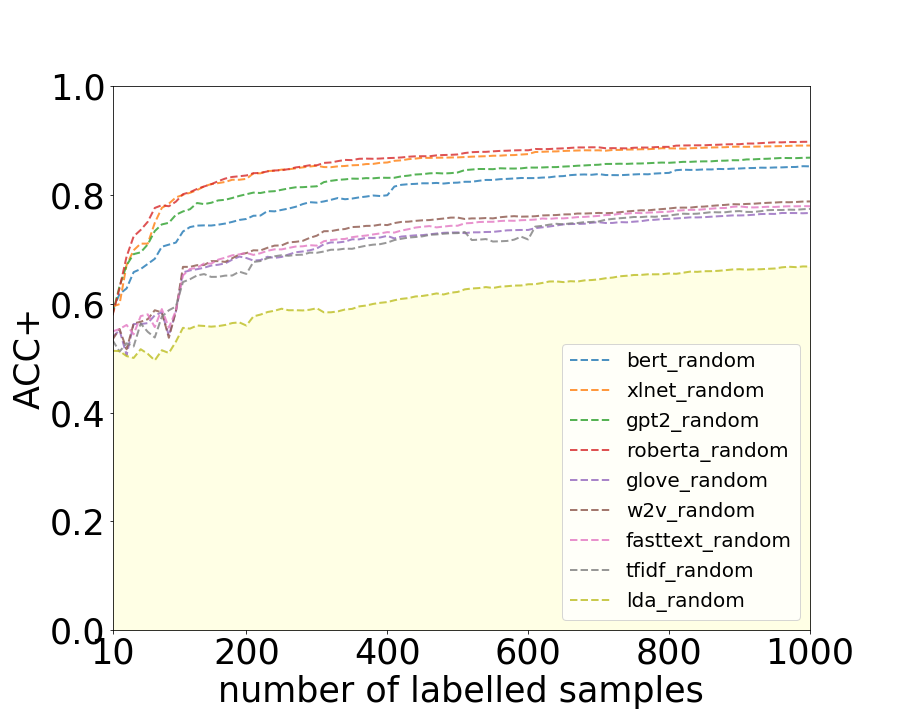 1.0
0.8
0.6
0.4
0.2
0.0
ACC+
10 200 400 600 800 1000
number of labelled samples
bert_random
xlnet_random
gpt2_random
roberta_random
glove_random
w2v_random
fasttext_random
tfidf_random
lda_random